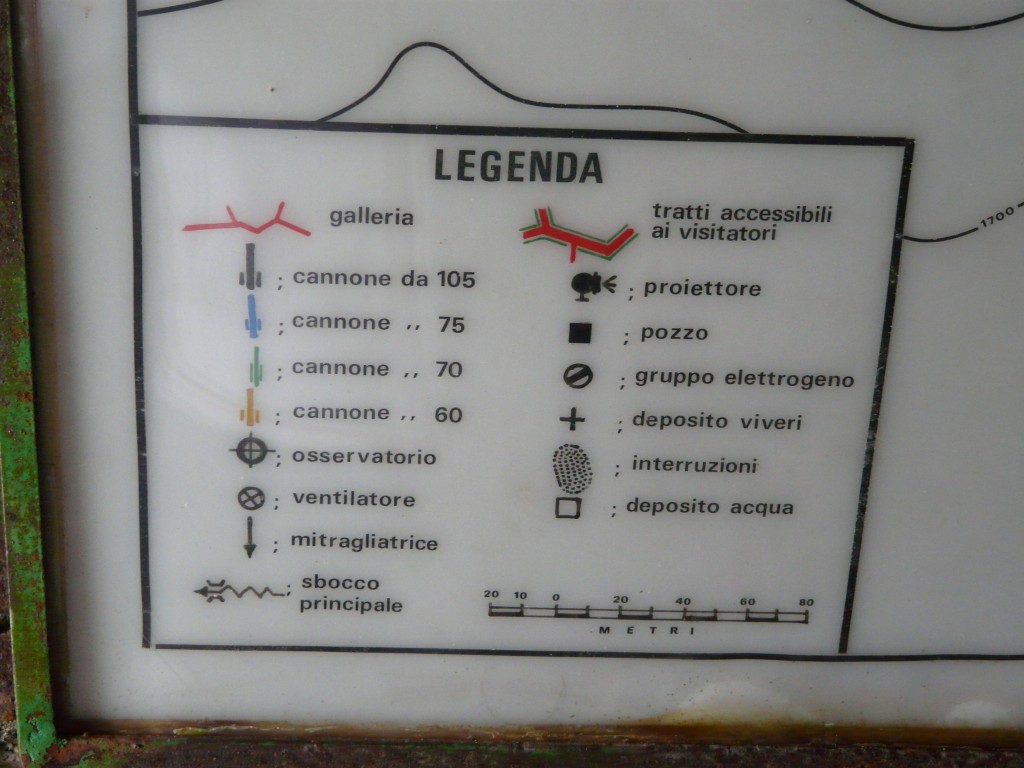 LEGENDA
galleria
; cannone da 105
; cannone ,, 75
; cannone ,, 70
; cannone ,, 60
; osservatorio
; ventilatore
; mitragliatrice
; sbocco
principale
tratti accessibili
ai visitatori
; proiettore
; pozzo
; gruppo elettrogeno
; deposito viveri
; interruzioni
; deposito acqua
20 10 0 20 40 60 80
METRI
1700